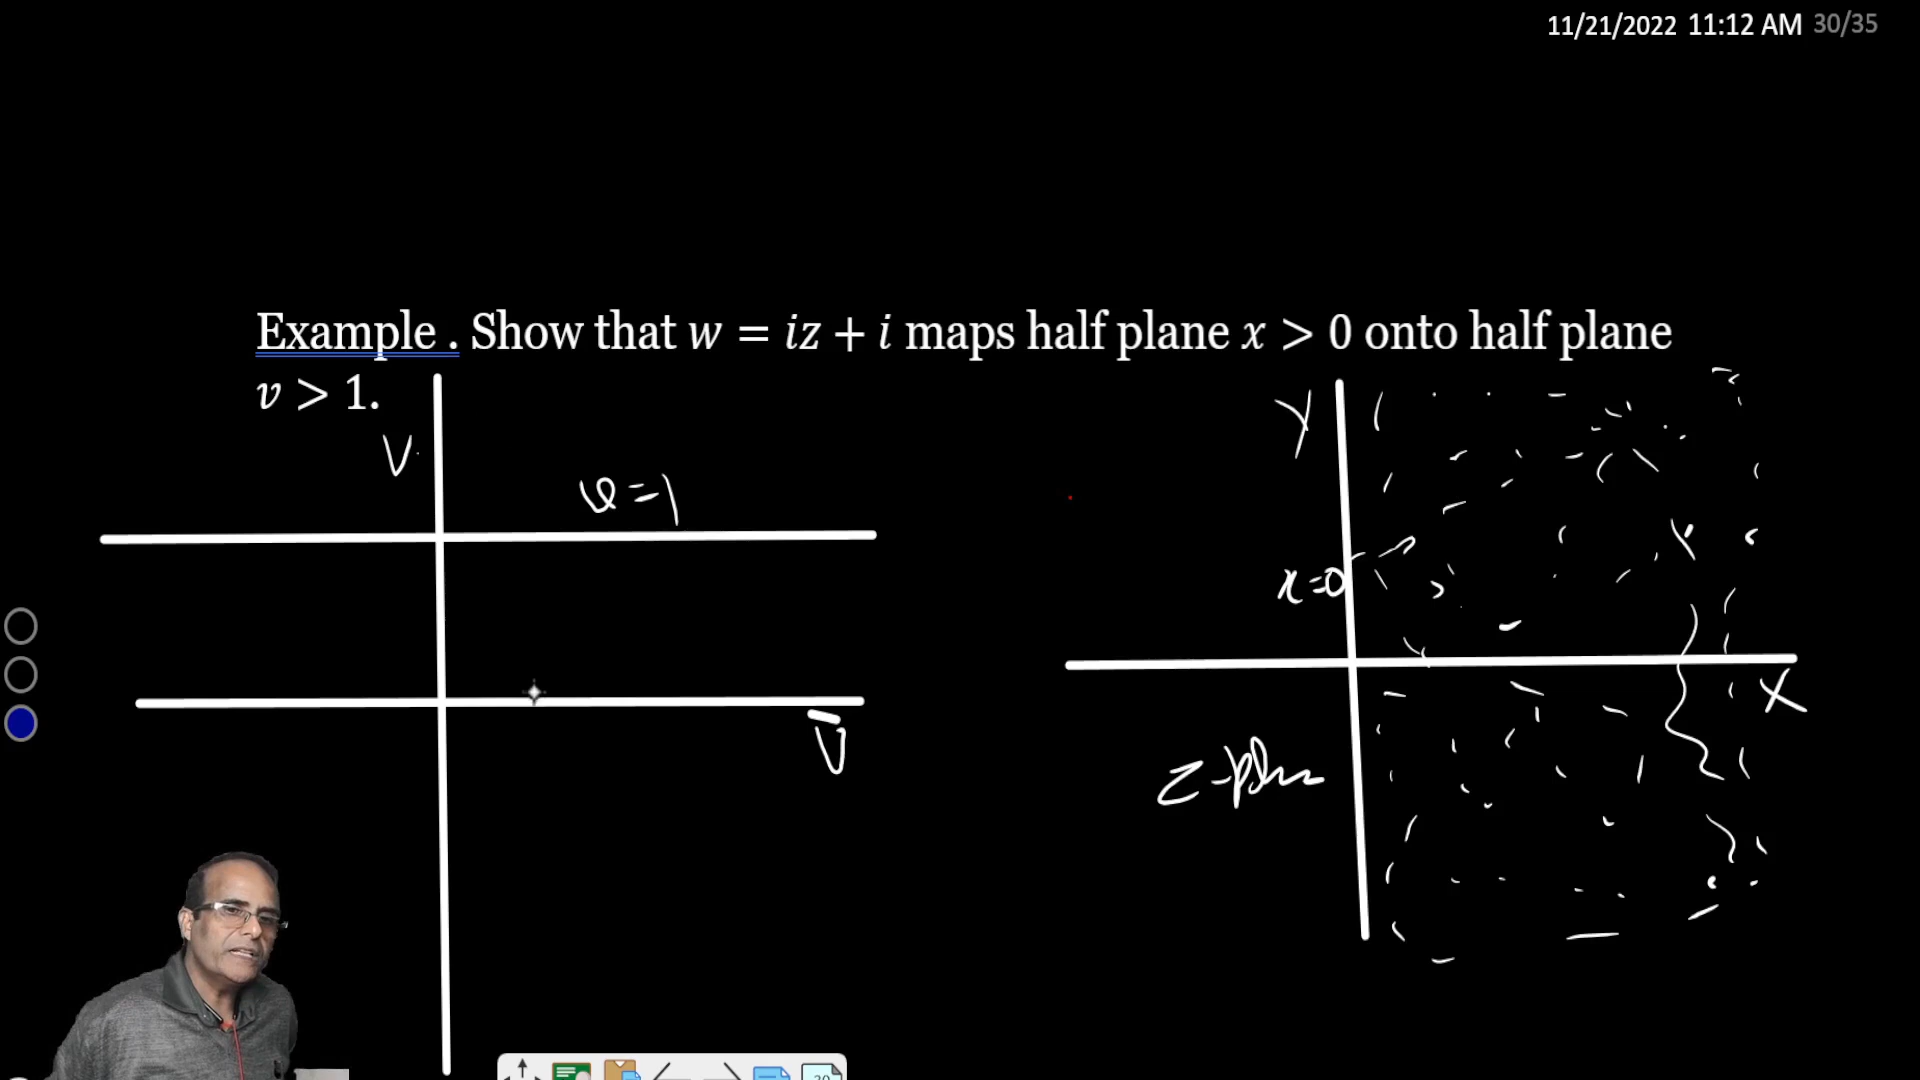 11/21/2022 11:12 AM 30/35
Example . Show that w = iz + i maps half plane x > 0 onto half plane
v > 1.
V
v=1
Y
x=0
X
z-plane